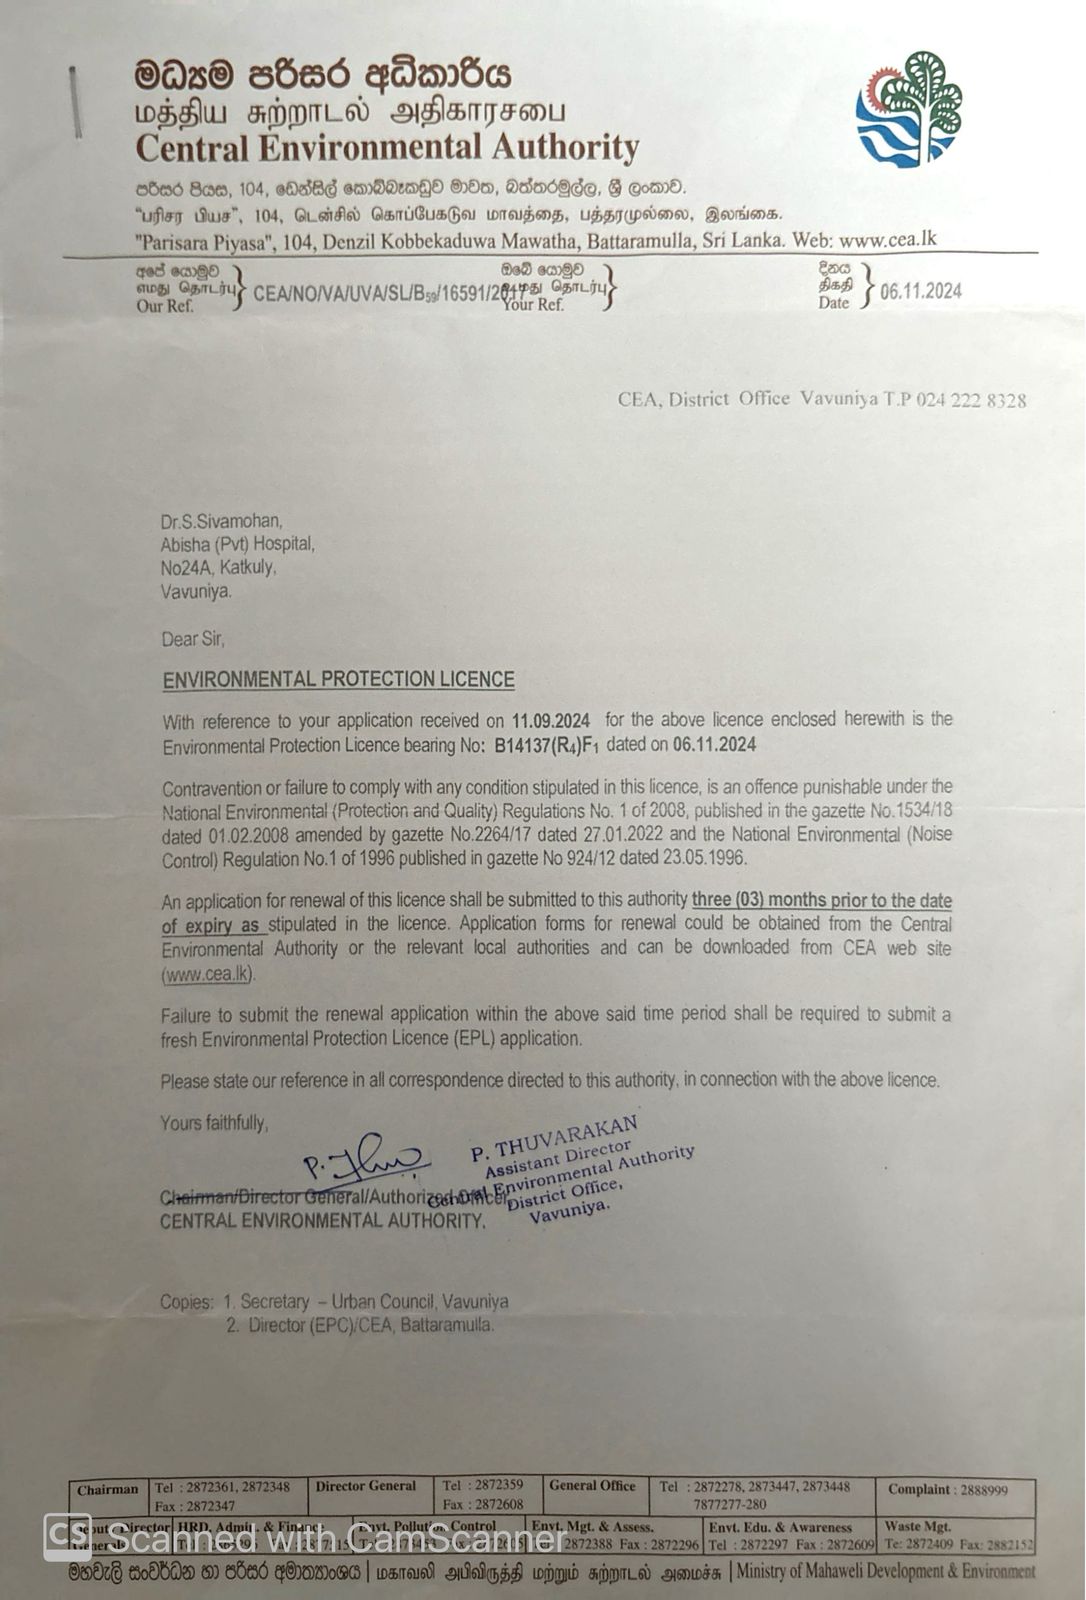 මධ්‍යම පරිසර අධිකාරිය
மத்திய சுற்றாடல் அதிகாரசபை
Central Environmental Authority
පරිසර පියස, 104, ඩෙන්සිල් කොබ්බෑකඩුව මාවත, බත්තරමුල්ල, ශ්‍රී ලංකාව.
"பரிசர பியச", 104, டென்சில் கொப்பேகடுவ மாவத்தை, பத்தரமுல்லை, இலங்கை.
"Parisara Piyasa", 104, Denzil Kobbekaduwa Mawatha, Battaramulla, Sri Lanka. Web: www.cea.lk
අපේ යොමුව
எமது தொடர்பு
Our Ref.
CEA/NO/VA/UVA/SL/B59/16591/2017
ඔබේ යොමුව
உமது தொடர்பு
Your Ref.
දිනය
திகதி
Date
06.11.2024
CEA, District Office Vavuniya T.P 024 222 8328
Dr.S.Sivamohan,
Abisha (Pvt) Hospital,
No24A, Katkuly,
Vavuniya.
Dear Sir,
ENVIRONMENTAL PROTECTION LICENCE
With reference to your application received on 11.09.2024 for the above licence enclosed herewith is the
Environmental Protection Licence bearing No: B14137(R4)F1 dated on 06.11.2024
Contravention or failure to comply with any condition stipulated in this licence, is an offence punishable under the
National Environmental (Protection and Quality) Regulations No. 1 of 2008, published in the gazette No.1534/18
dated 01.02.2008 amended by gazette No.2264/17 dated 27.01.2022 and the National Environmental (Noise
Control) Regulation No.1 of 1996 published in gazette No 924/12 dated 23.05.1996.
An application for renewal of this licence shall be submitted to this authority three (03) months prior to the date
of expiry as stipulated in the licence. Application forms for renewal could be obtained from the Central
Environmental Authority or the relevant local authorities and can be downloaded from CEA web site
(www.cea.lk).
Failure to submit the renewal application within the above said time period shall be required to submit a
fresh Environmental Protection Licence (EPL) application.
Please state our reference in all correspondence directed to this authority, in connection with the above licence.
Yours faithfully,
P. THUVARAKAN
Assistant Director
Central Environmental Authority
District Office,
Vavuniya.
Chairman/Director General/Authorized Officer
CENTRAL ENVIRONMENTAL AUTHORITY.
Copies: 1. Secretary – Urban Council, Vavuniya
2. Director (EPC)/CEA, Battaramulla.
Chairman Tel : 2872361, 2872348 Director General Tel : 2872359 General Office Tel : 2872278, 2873447, 2873448 Complaint : 2888999
Fax : 2872347 Fax : 2872608 7877277-280
Director HRD, Admin. & Finance Envt. Pollution Control Envt. Mgt. & Assess. Envt. Edu. & Awareness Waste Mgt.
2872388 Fax : 2872296 Tel : 2872297 Fax : 2872609 Te: 2872409 Fax: 2882152
CS Scanned with CamScanner
මහවැලි සංවර්ධන හා පරිසර අමාත්‍යාංශය | மகாவலி அபிவிருத்தி மற்றும் சுற்றாடல் அமைச்சு | Ministry of Mahaweli Development & Environment